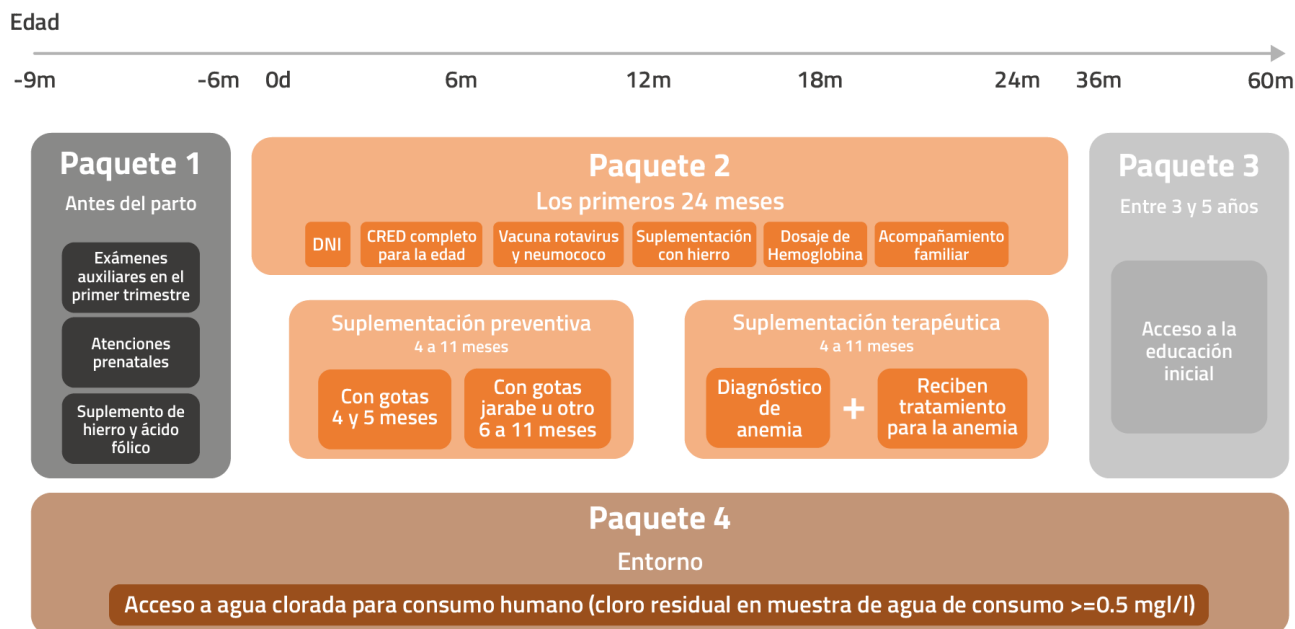 Edad
-9m -6m 0d 6m 12m 18m 24m 36m 60m
Paquete 1
Antes del parto
Exámenes
auxiliares en el
primer trimestre
Atenciones
prenatales
Suplemento de
hierro y ácido
fólico
Paquete 2
Los primeros 24 meses
DNI
CRED completo
para la edad
Vacuna rotavirus
y neumococo
Suplementación
con hierro
Dosaje de
Hemoglobina
Acompañamiento
familiar
Suplementación preventiva
4 a 11 meses
Con gotas
4 y 5 meses
Con gotas
jarabe u otro
6 a 11 meses
Suplementación terapéutica
4 a 11 meses
Diagnóstico
de
anemia
+
Reciben
tratamiento
para la anemia
Paquete 3
Entre 3 y 5 años
Acceso a la
educación
inicial
Paquete 4
Entorno
Acceso a agua clorada para consumo humano (cloro residual en muestra de agua de consumo >=0.5 mgl/l)